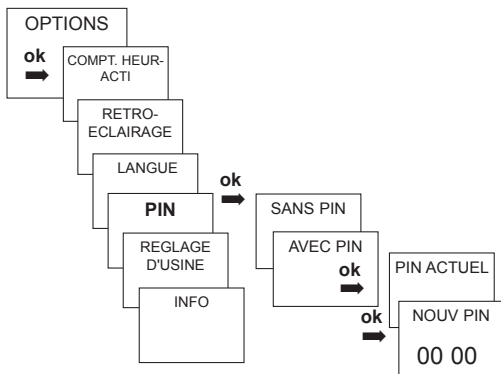 OPTIONS
ok
COMPT. HEUR-
ACTI
RETRO-
ECLAIRAGE
LANGUE
ok
PIN
SANS PIN
REGLAGE
D'USINE
AVEC PIN
ok
PIN ACTUEL
INFO
ok
NOUV PIN
00 00